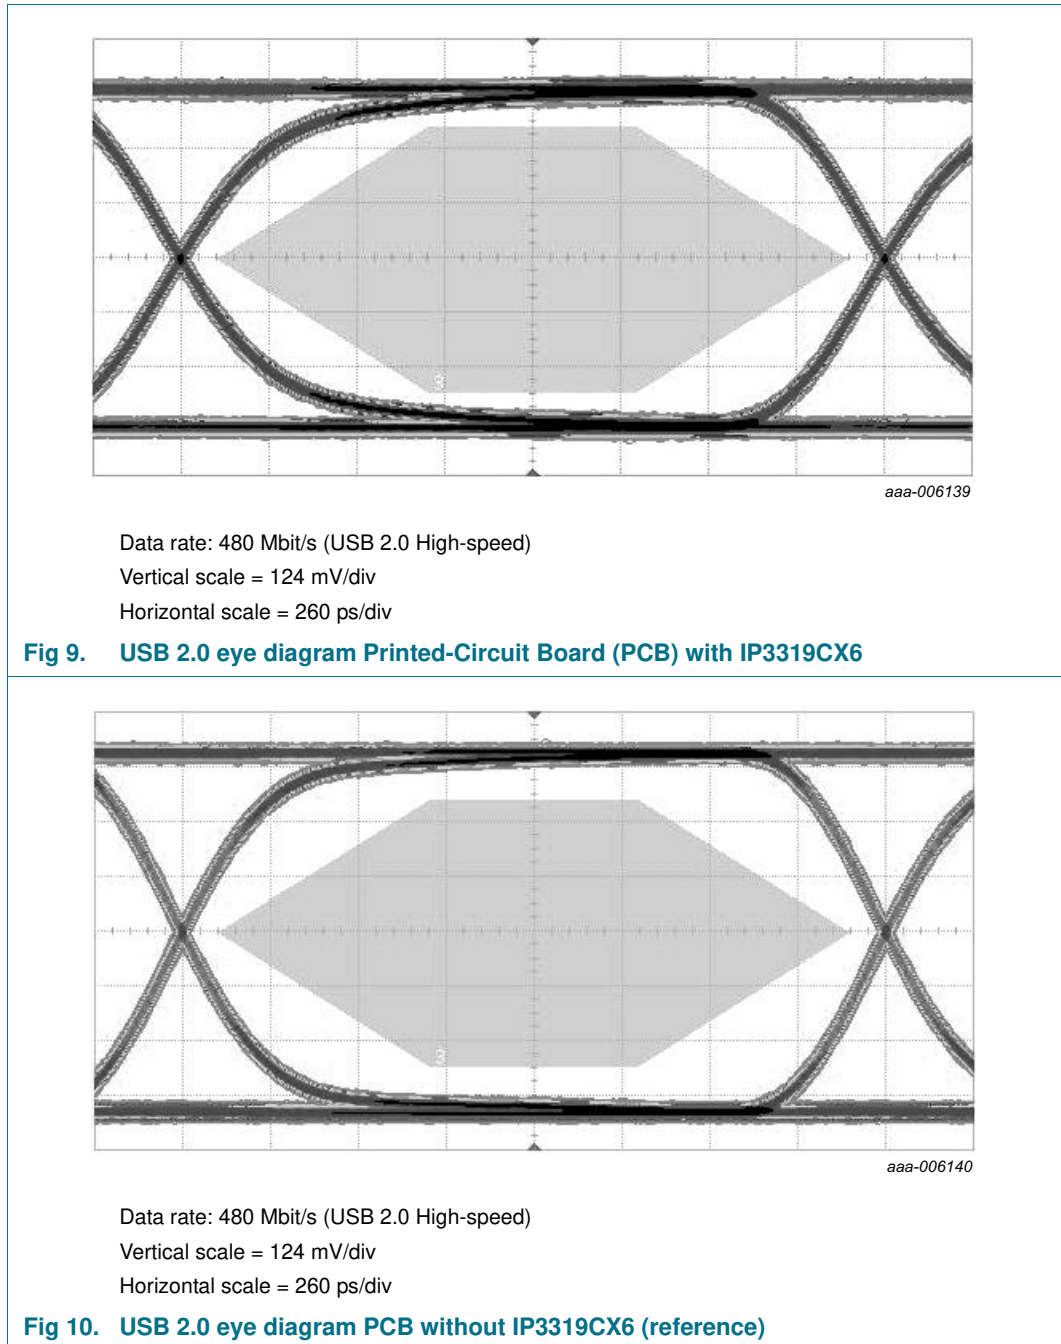 aaa-006139
Data rate: 480 Mbit/s (USB 2.0 High-speed)
Vertical scale = 124 mV/div
Horizontal scale = 260 ps/div
Fig 9. USB 2.0 eye diagram Printed-Circuit Board (PCB) with IP3319CX6
aaa-006140
Data rate: 480 Mbit/s (USB 2.0 High-speed)
Vertical scale = 124 mV/div
Horizontal scale = 260 ps/div
Fig 10. USB 2.0 eye diagram PCB without IP3319CX6 (reference)